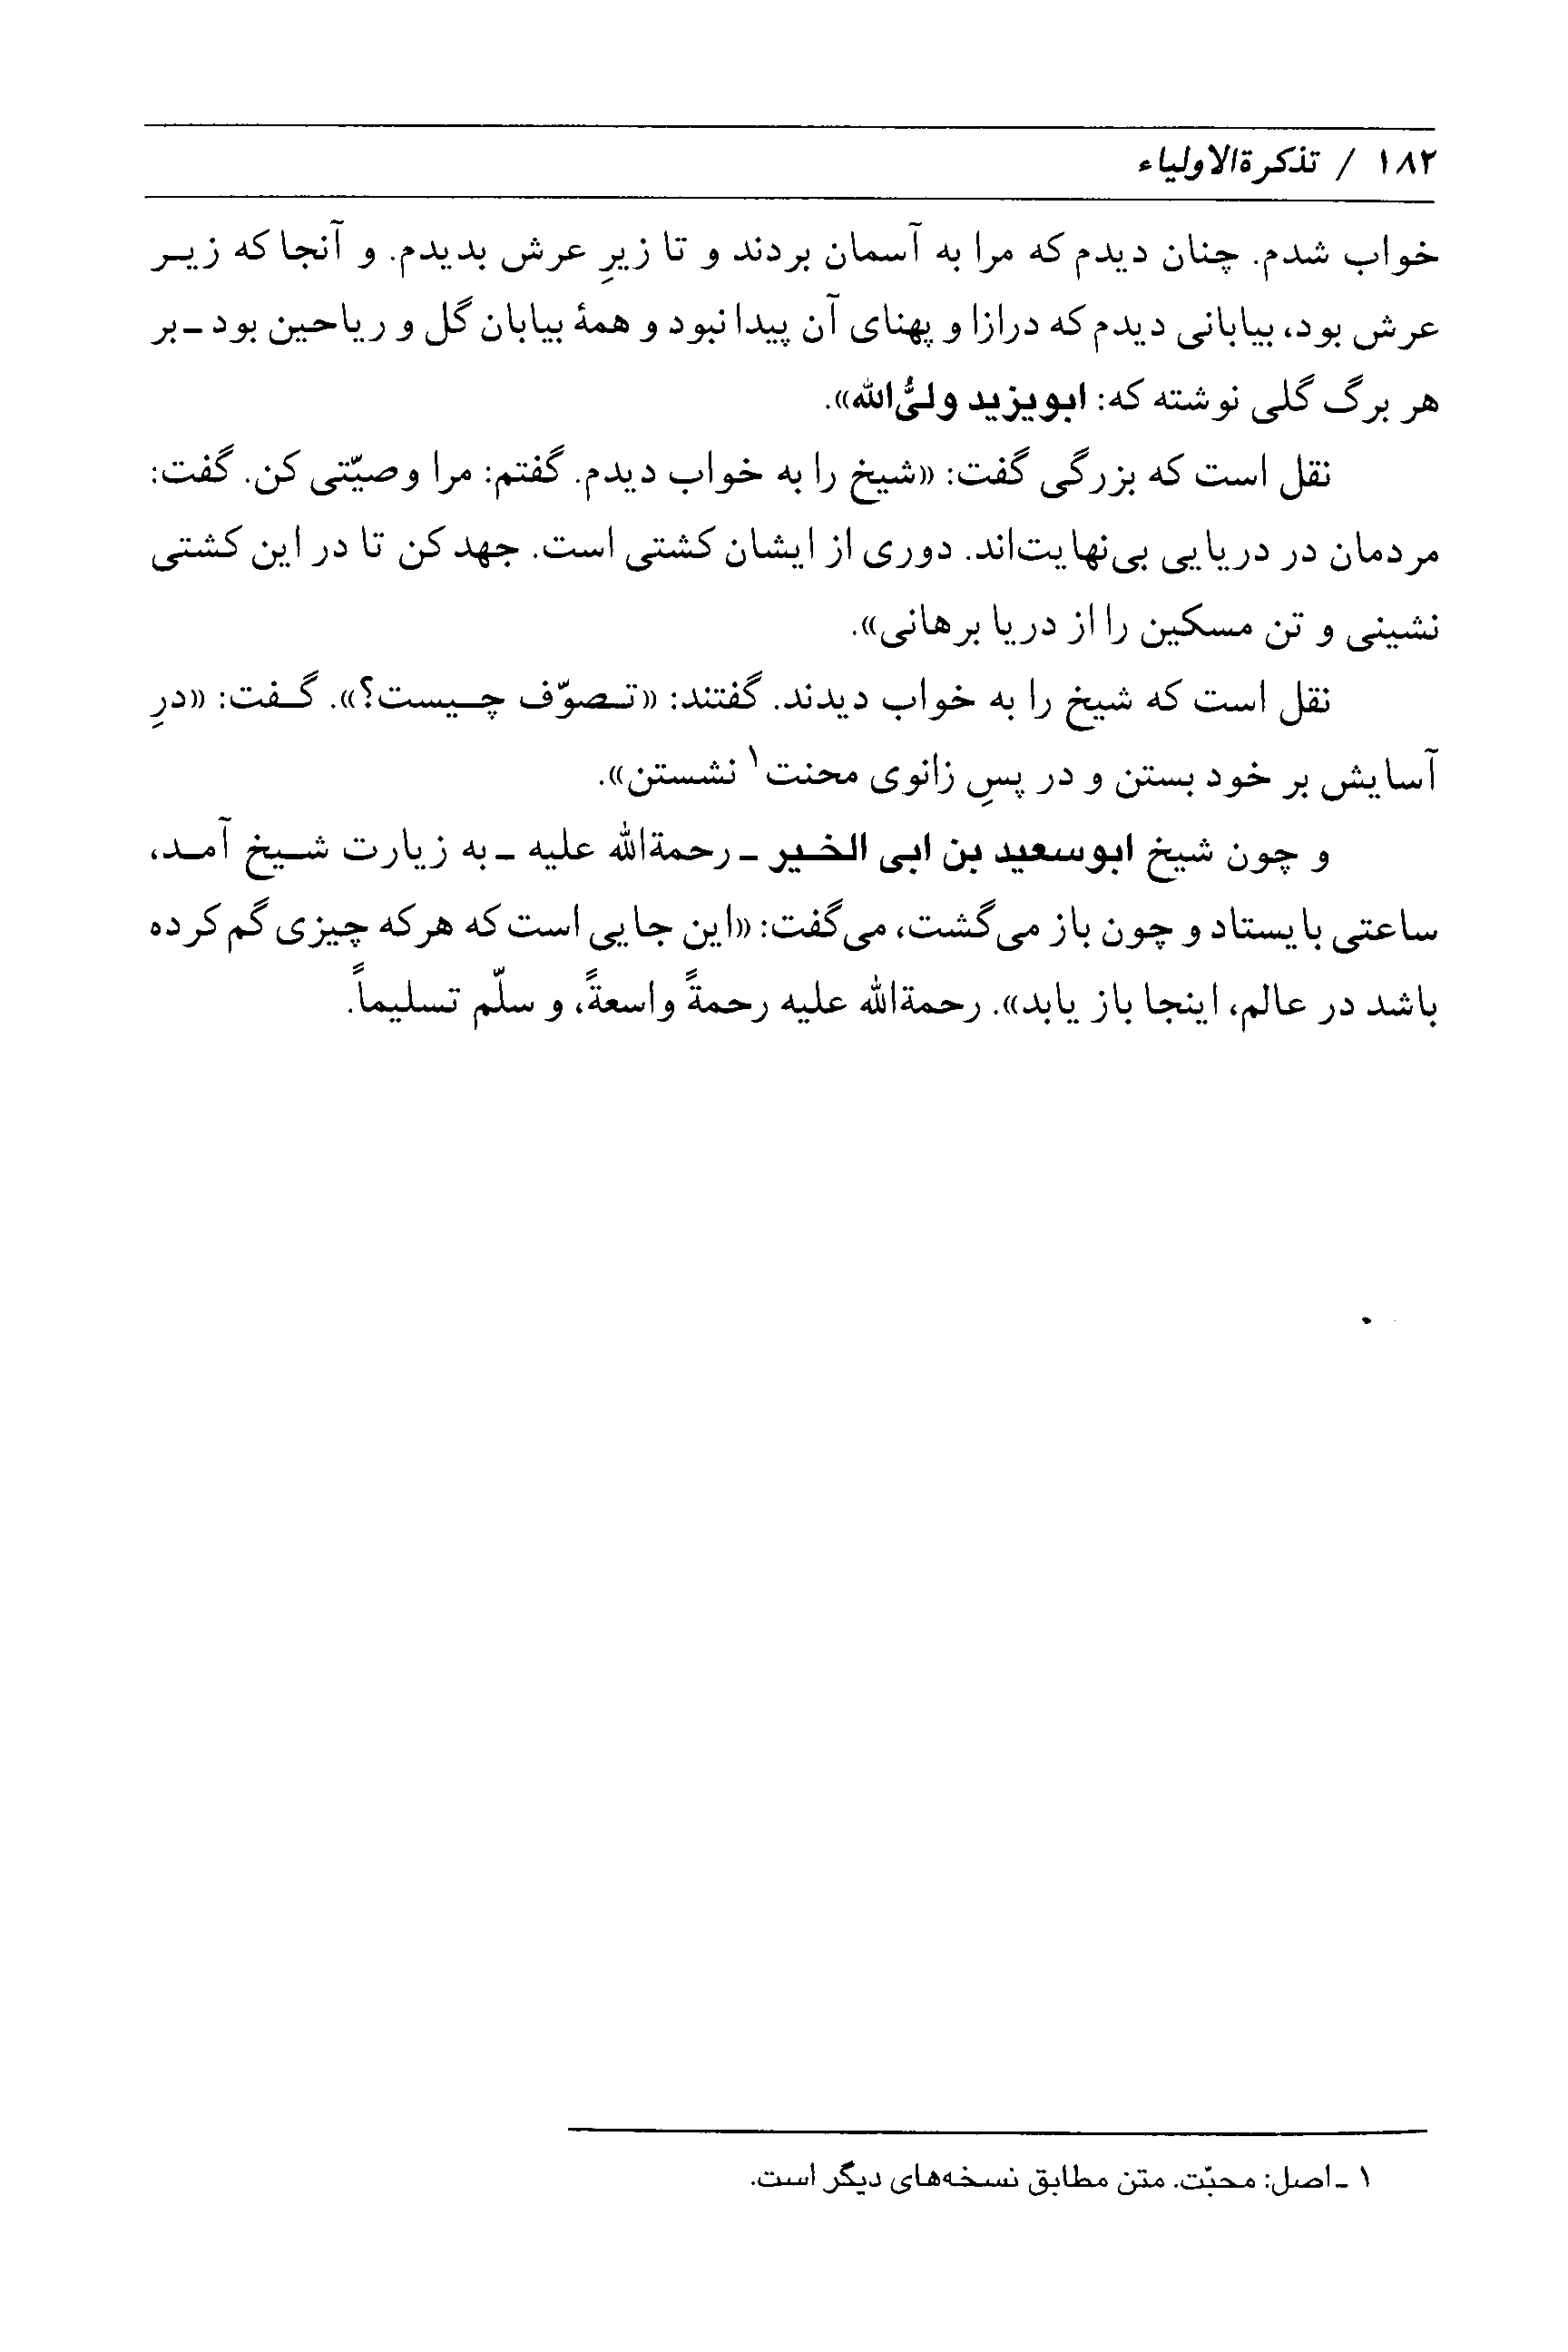 ۱۸۲ / تذکرةالاولیاء
خواب شدم. چنان دیدم که مرا به آسمان بردند و تا زیرِ عرش بدیدم. و آنجا که زیر
عرش بود، بیابانی دیدم که درازا و پهنای آن پیدا نبود و همهٔ بیابان گل و ریاحین بود ـ بر
هر برگ گلی نوشته که: ابویزید ولیُّ‌الله».
نقل است که بزرگی گفت: «شیخ را به خواب دیدم. گفتم: مرا وصیّتی کن. گفت:
مردمان در دریایی بی‌نهایت‌اند. دوری از ایشان کشتی است. جهد کن تا در این کشتی
نشینی و تن مسکین را از دریا برهانی».
نقل است که شیخ را به خواب دیدند. گفتند: «تصوّف چیست؟». گفت: «درِ
آسایش بر خود بستن و در پسِ زانوی محنت۱ نشستن».
و چون شیخ ابوسعید بن ابی الخیر ـ رحمةالله علیه ـ به زیارت شیخ آمد،
ساعتی بایستاد و چون باز می‌گشت، می‌گفت: «این جایی است که هرکه چیزی گم کرده
باشد در عالم، اینجا باز یابد». رحمةالله علیه رحمةً واسعةً، و سلّم تسلیماً.
۱ ـ اصل: محبّت. متن مطابق نسخه‌های دیگر است.